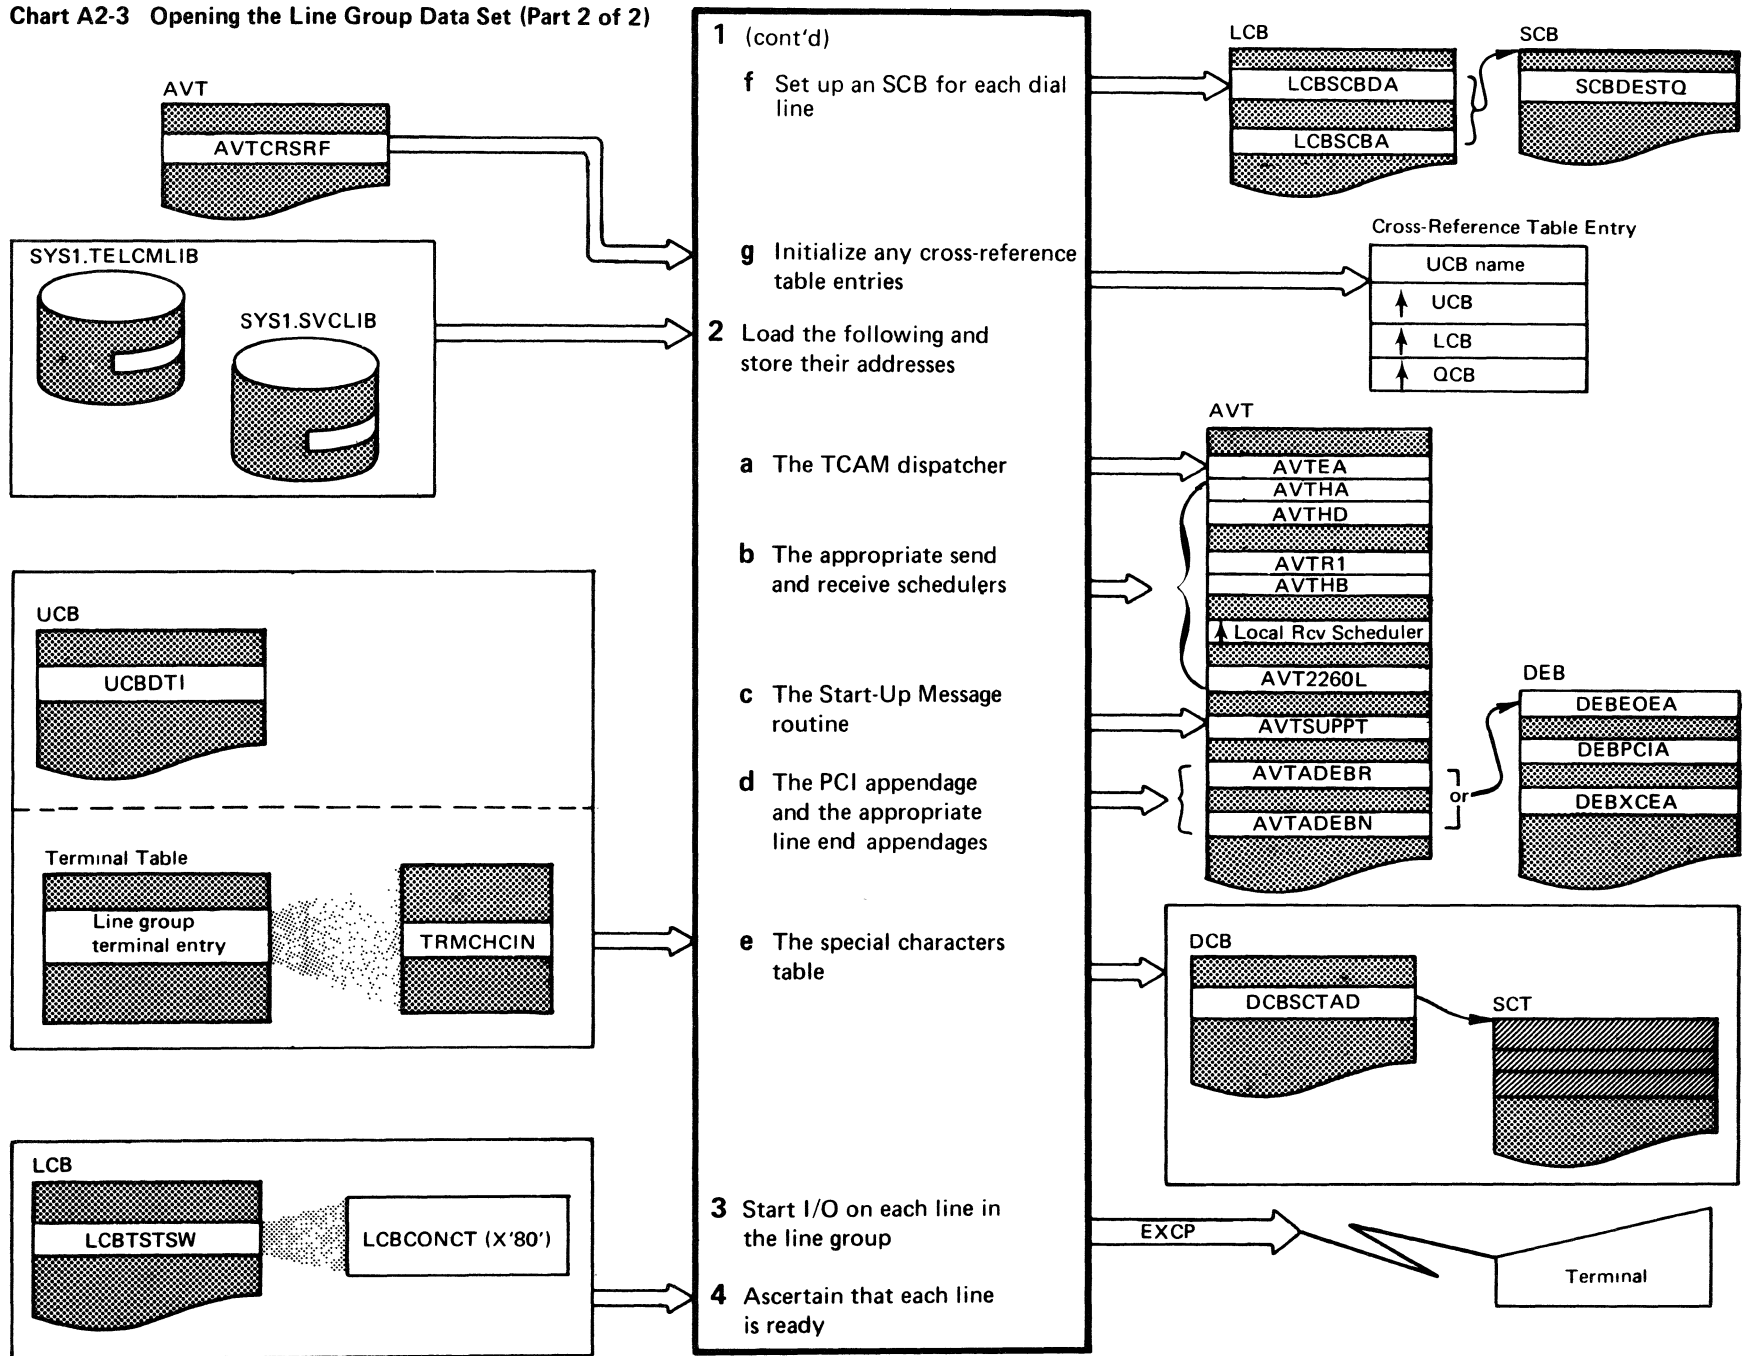 Chart A2-3 Opening the Line Group Data Set (Part 2 of 2)
AVT
AVTCRSRF
SYS1.TELCMLIB
SYS1.SVCLIB
UCB
UCBDTI
Terminal Table
Line group
terminal entry
TRMCHCIN
LCB
LCBTSTSW
LCBCONCT (X'80')
1 (cont'd)
f Set up an SCB for each dial
line
g Initialize any cross-reference
table entries
2 Load the following and
store their addresses
a The TCAM dispatcher
b The appropriate send
and receive schedulers
c The Start-Up Message
routine
d The PCI appendage
and the appropriate
line end appendages
e The special characters
table
3 Start I/O on each line in
the line group
4 Ascertain that each line
is ready
LCB
LCBSCBDA
LCBSCBA
SCB
SCBDESTQ
Cross-Reference Table Entry
UCB name
UCB
LCB
QCB
AVT
AVTEA
AVTHA
AVTHD
AVTR1
AVTHB
Local Rcv Scheduler
AVT2260L
AVTSUPPT
AVTADEBR
or
AVTADEBN
DEB
DEBEOEA
DEBPCIA
DEBXCEA
DCB
DCBSCTAD
SCT
EXCP
Terminal